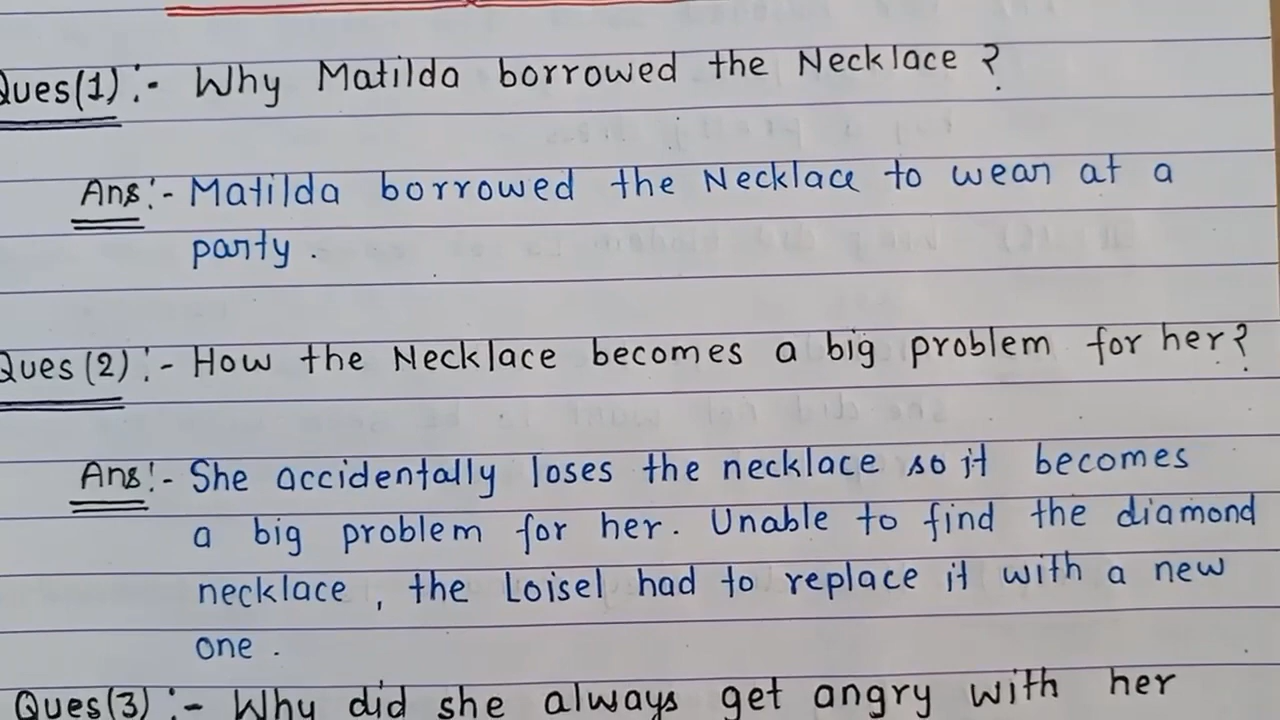 Ques(1):- Why Matilda borrowed the Necklace ?
Ans:- Matilda borrowed the Necklace to wear at a
party .
Ques (2):- How the Necklace becomes a big problem for her?
Ans:- She accidentally loses the necklace so it becomes
a big problem for her. Unable to find the diamond
necklace , the Loisel had to replace it with a new
one .
Ques(3):- Why did she always get angry with her